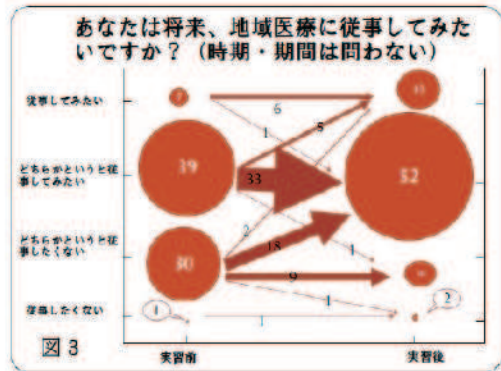 あなたは将来、地域医療に従事してみた
いですか？（時期・期間は問わない）
従事してみたい
7
6
13
1
5
どちらかというと従
事してみたい
39
33
52
どちらかというと従
事したくない
2
1
30
18
9
10
1
従事したくない
1
1
2
図３
実習前
実習後